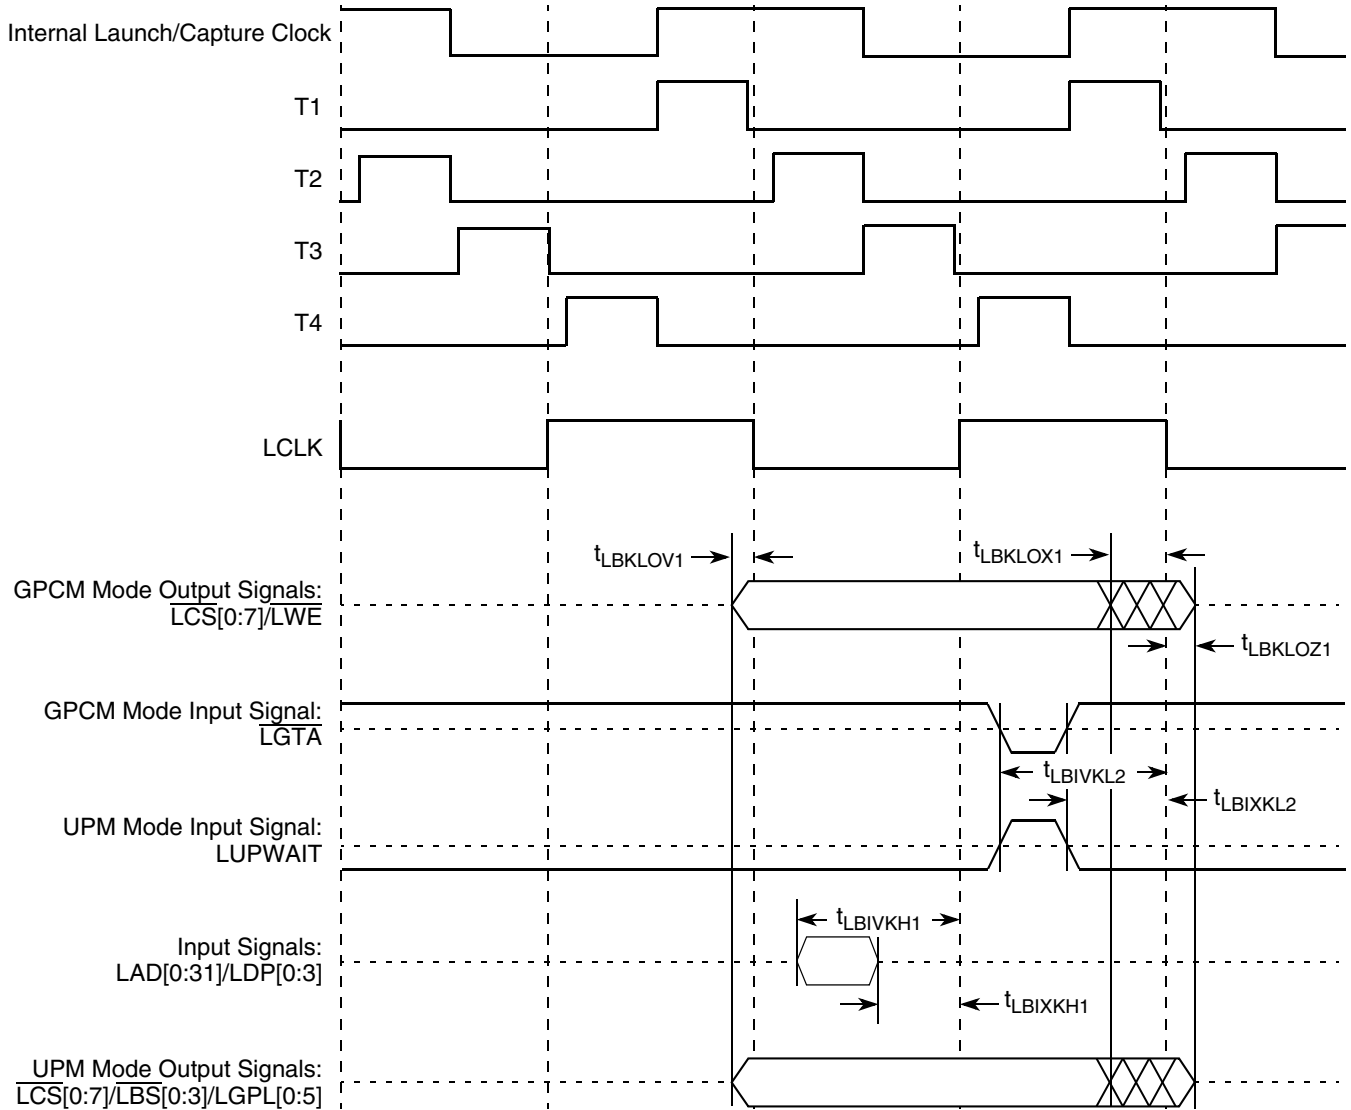 Internal Launch/Capture Clock
T1
T2
T3
T4
LCLK
tLBKLOV1
tLBKLOX1
GPCM Mode Output Signals:
LCS[0:7]/LWE
tLBKLOZ1
GPCM Mode Input Signal:
LGTA
tLBIVKL2
tLBIXKL2
UPM Mode Input Signal:
LUPWAIT
tLBIVKH1
Input Signals:
LAD[0:31]/LDP[0:3]
tLBIXKH1
UPM Mode Output Signals:
LCS[0:7]/LBS[0:3]/LGPL[0:5]